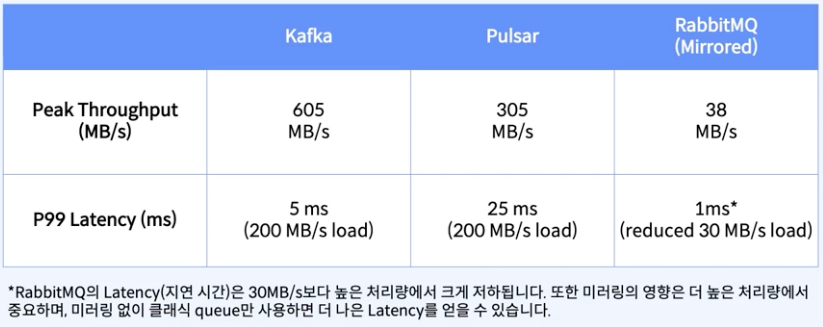 Kafka
Pulsar
RabbitMQ
(Mirrored)
Peak Throughput
(MB/s)
605
MB/s
305
MB/s
38
MB/s
P99 Latency (ms)
5 ms
(200 MB/s load)
25 ms
(200 MB/s load)
1ms*
(reduced 30 MB/s load)
*RabbitMQ의 Latency(지연 시간)은 30MB/s보다 높은 처리량에서 크게 저하됩니다. 또한 미러링의 영향은 더 높은 처리량에서
중요하며, 미러링 없이 클래식 queue만 사용하면 더 나은 Latency를 얻을 수 있습니다.